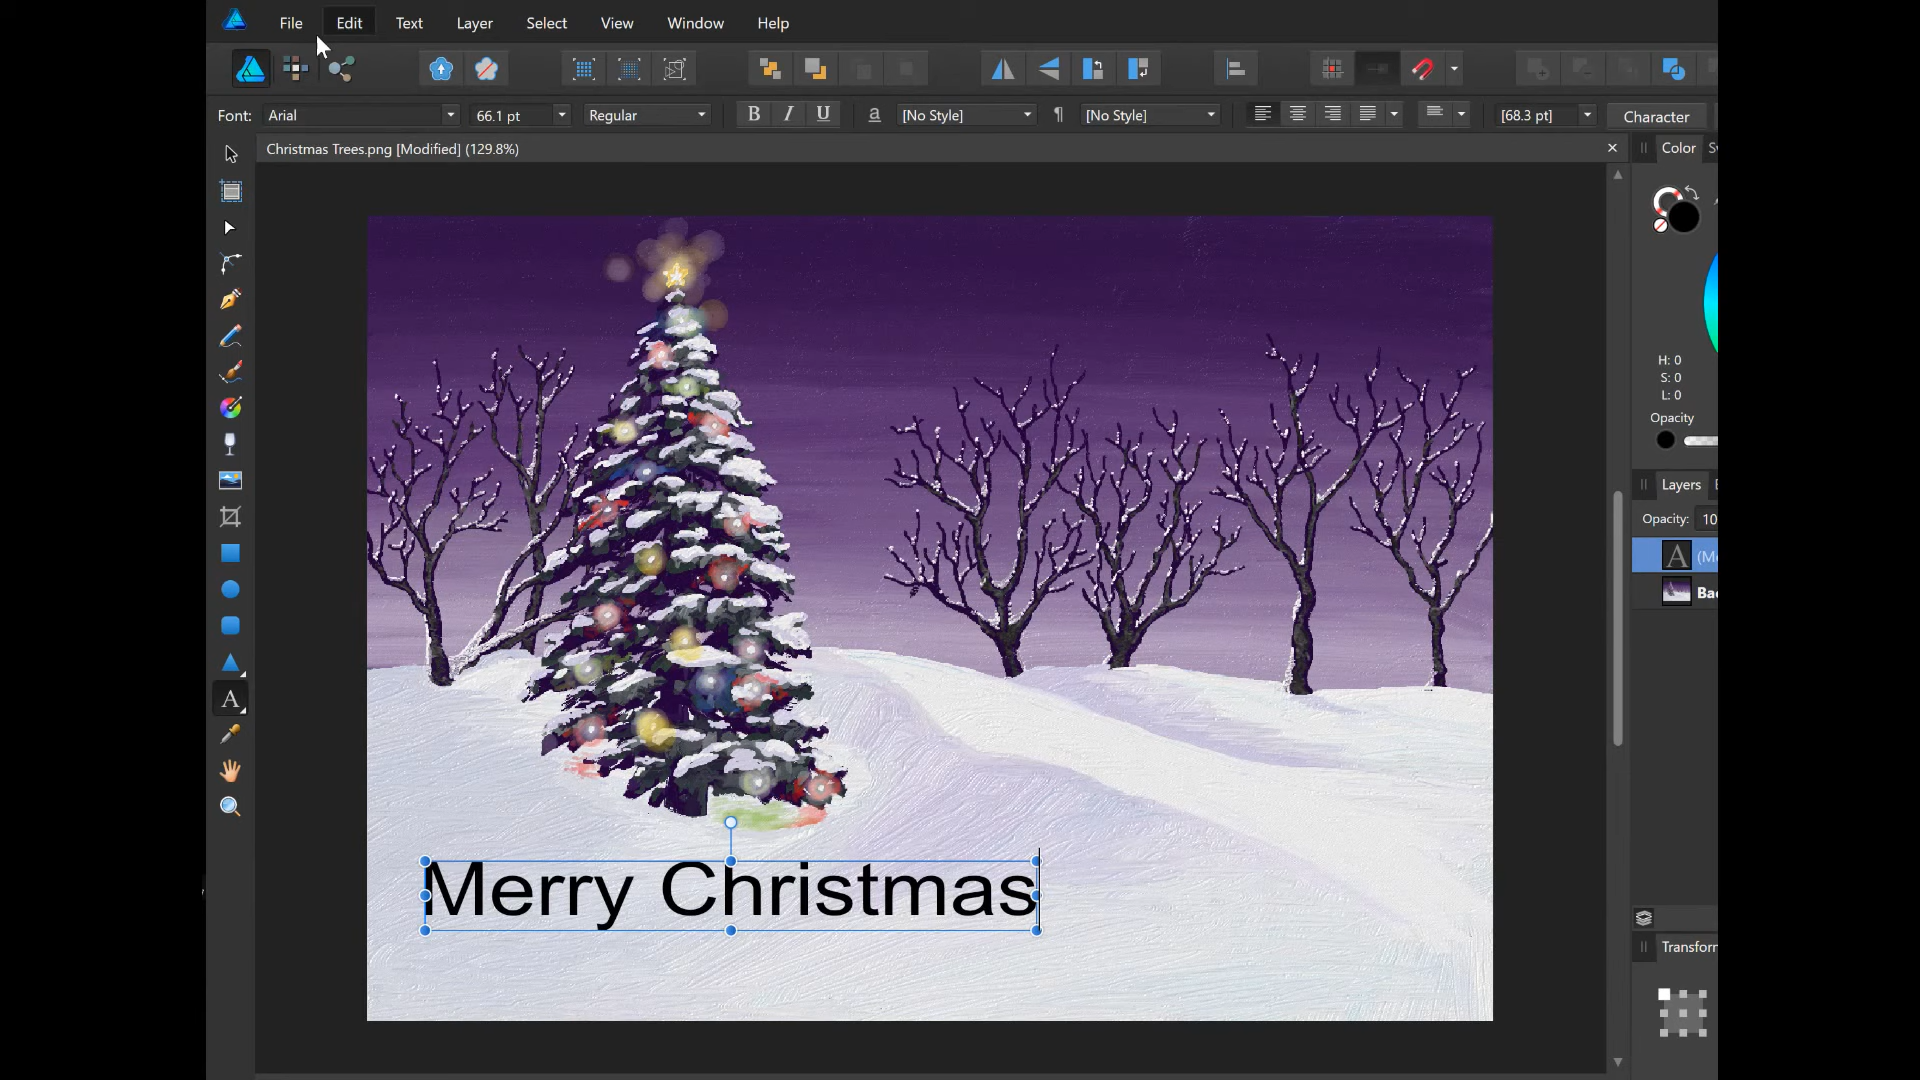 File Edit Text Layer Select View Window Help
Font: Arial 66.1 pt Regular B I U a [No Style] ¶ [No Style] [68.3 pt] Character
Christmas Trees.png [Modified] (129.8%)
Color
H: 0
S: 0
L: 0
Opacity
Layers
Opacity: 10
A
A
Merry Christmas
Transform